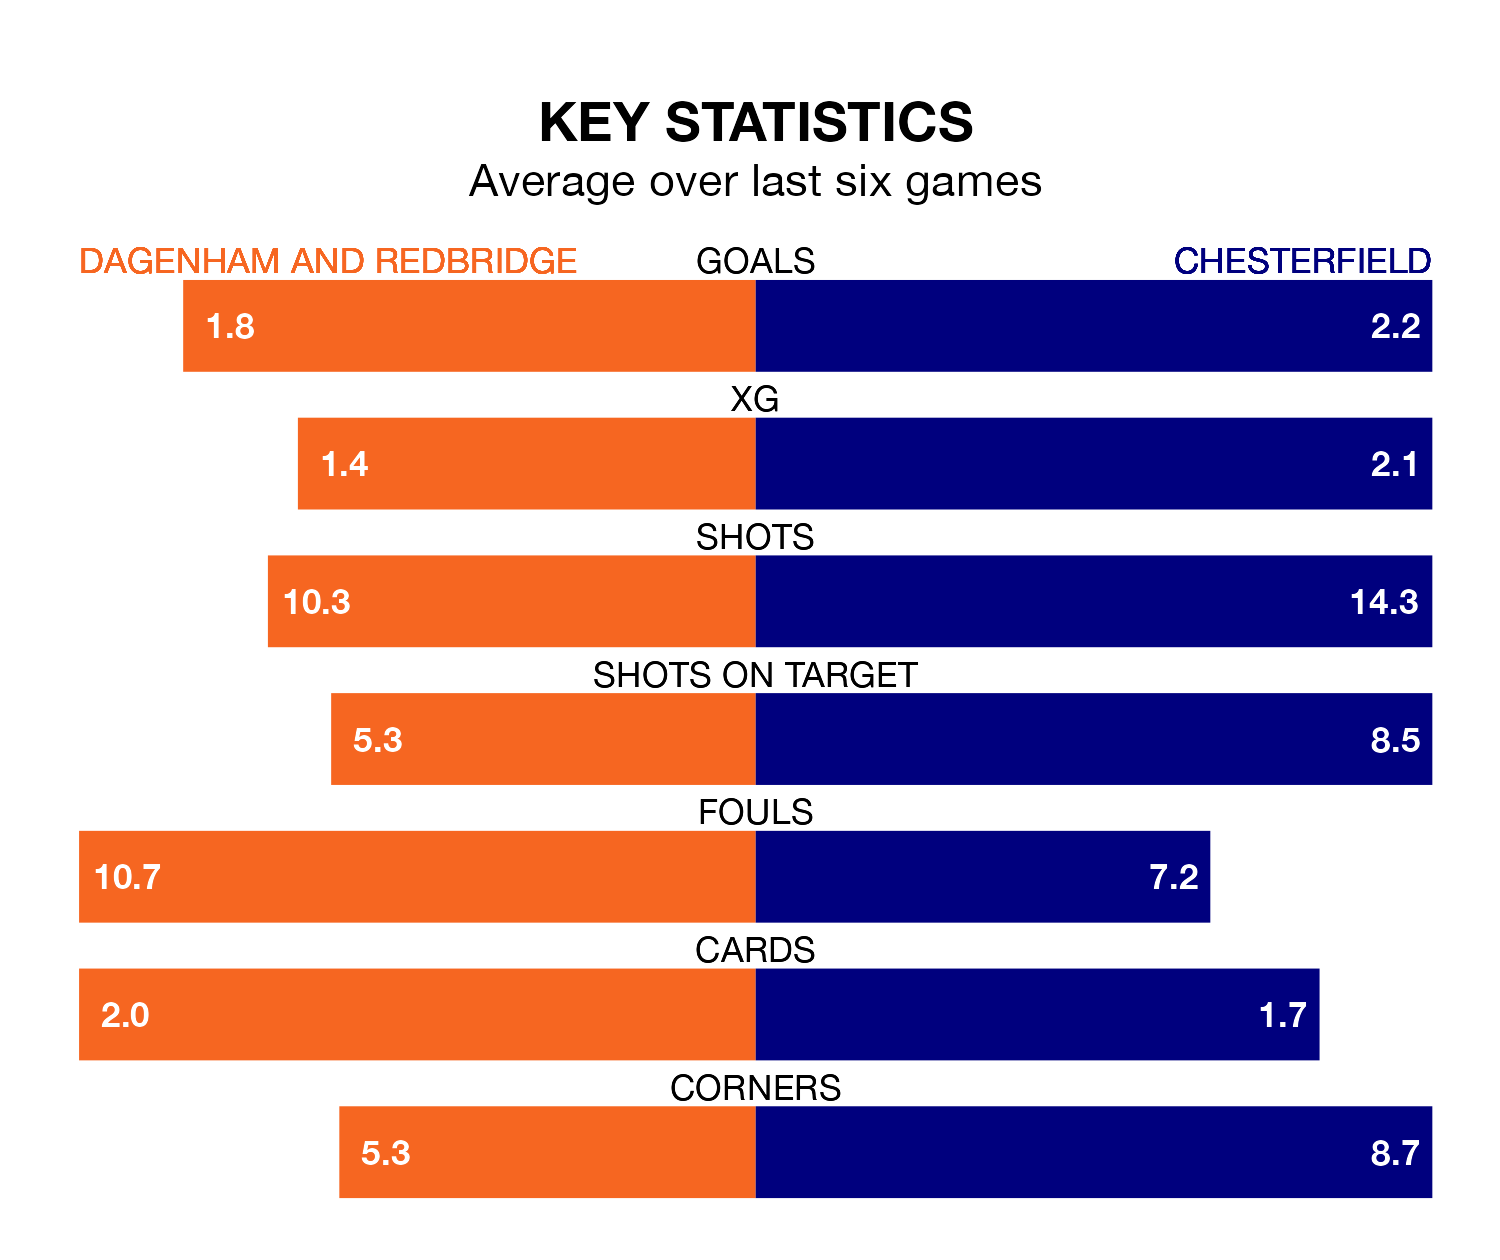 KEY STATISTICS
Average over last six games
DAGENHAM AND REDBRIDGE GOALS CHESTERFIELD
1.8 2.2
XG
1.4 2.1
SHOTS
10.3 14.3
SHOTS ON TARGET
5.3 8.5
FOULS
10.7 7.2
CARDS
2.0 1.7
CORNERS
5.3 8.7